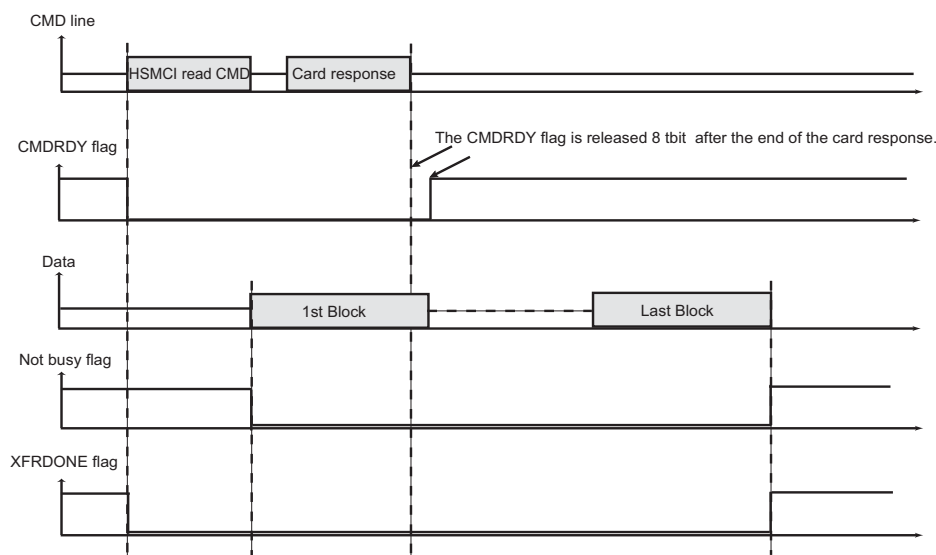 CMD line
HSMCI read CMD
Card response
The CMDRDY flag is released 8 tbit after the end of the card response.
CMDRDY flag
Data
1st Block
Last Block
Not busy flag
XFRDONE flag